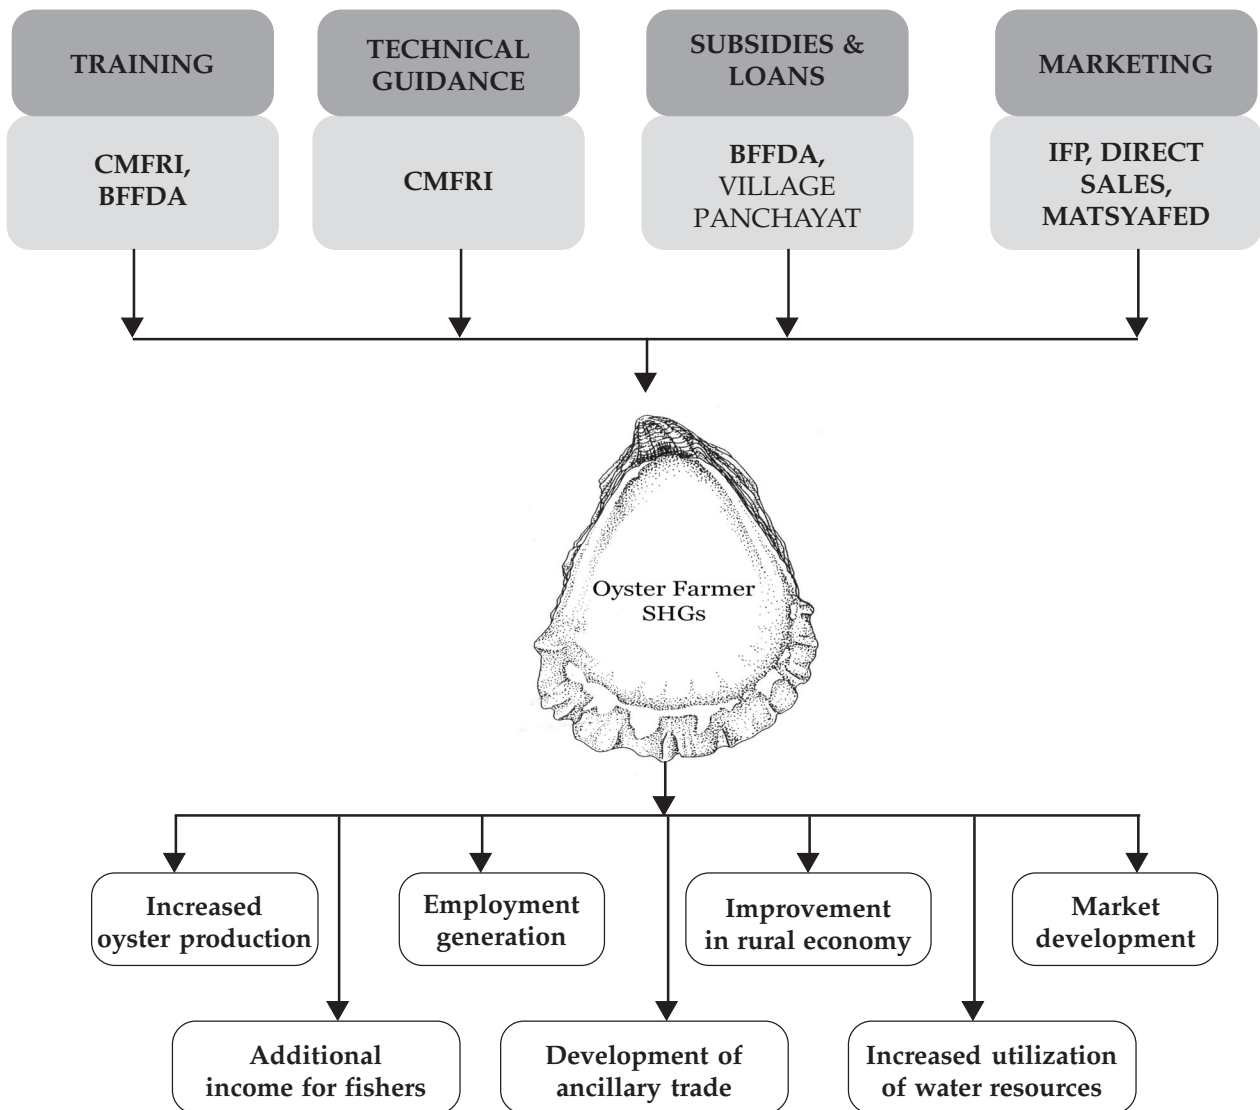 TRAINING
TECHNICAL
GUIDANCE
SUBSIDIES &
LOANS
MARKETING
CMFRI,
BFFDA
CMFRI
BFFDA,
VILLAGE
PANCHAYAT
IFP, DIRECT
SALES,
MATSYAFED
Oyster Farmer
SHGs
Increased
oyster production
Employment
generation
Improvement
in rural economy
Market
development
Additional
income for fishers
Development of
ancillary trade
Increased utilization
of water resources